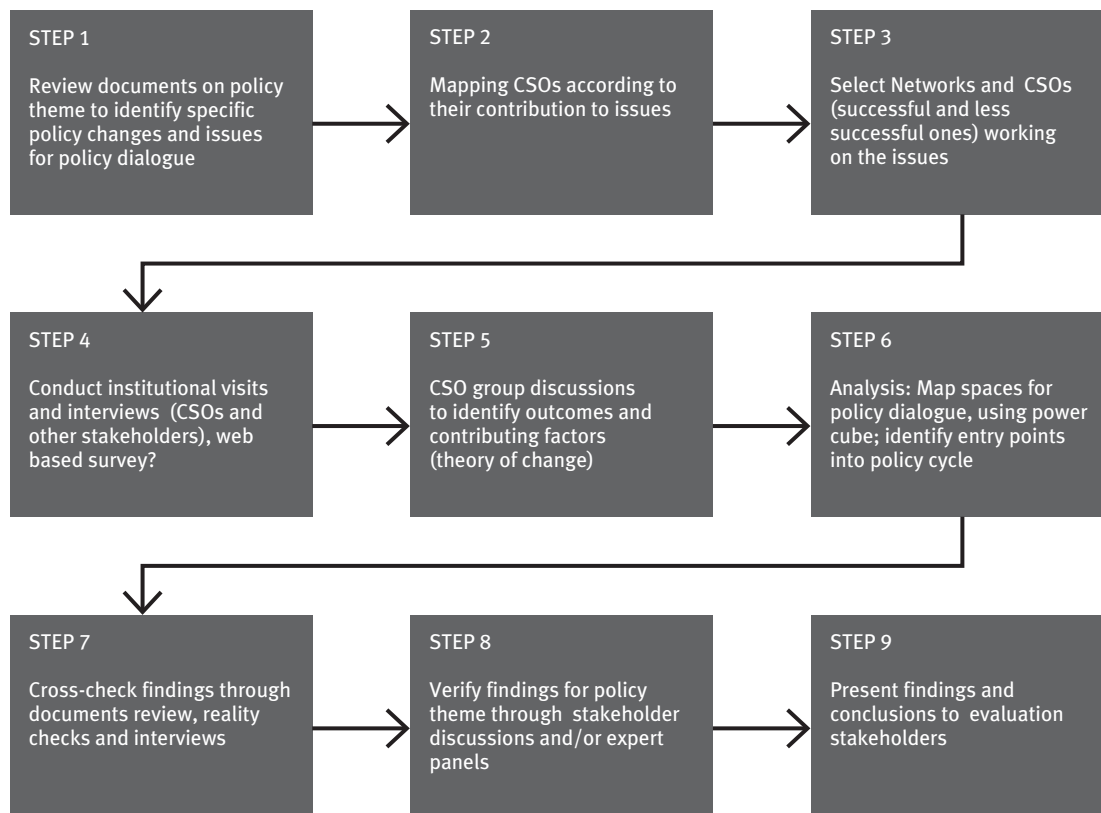 STEP 1
Review documents on policy
theme to identify specific
policy changes and issues
for policy dialogue
STEP 2
Mapping CSOs according to
their contribution to issues
STEP 3
Select Networks and CSOs
(successful and less
successful ones) working
on the issues
STEP 4
Conduct institutional visits
and interviews (CSOs and
other stakeholders), web
based survey?
STEP 5
CSO group discussions
to identify outcomes and
contributing factors
(theory of change)
STEP 6
Analysis: Map spaces for
policy dialogue, using power
cube; identify entry points
into policy cycle
STEP 7
Cross-check findings through
documents review, reality
checks and interviews
STEP 8
Verify findings for policy
theme through stakeholder
discussions and/or expert
panels
STEP 9
Present findings and
conclusions to evaluation
stakeholders